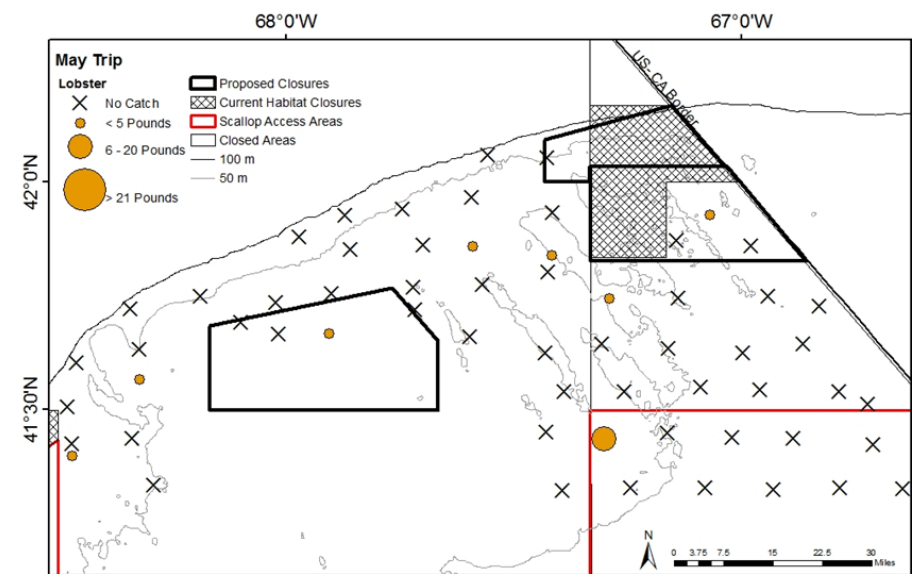 68°0'W 67°0'W
May Trip
Lobster
No Catch
< 5 Pounds
6 - 20 Pounds
> 21 Pounds
Proposed Closures
Current Habitat Closures
Scallop Access Areas
Closed Areas
100 m
50 m
US- CA Border
42°0'N
41°30'N
N
0 3.75 7.5 15 22.5 30
Miles